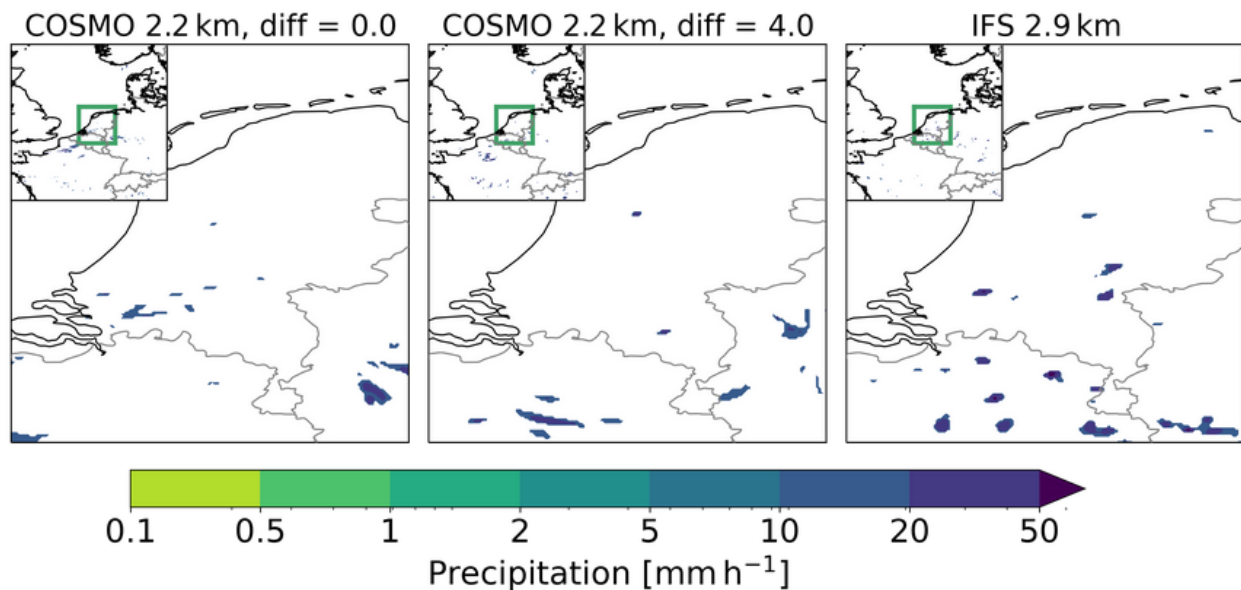 COSMO 2.2 km, diff = 0.0
COSMO 2.2 km, diff = 4.0
IFS 2.9 km
0.1 0.5 1 2 5 10 20 50
Precipitation [mm h⁻¹]